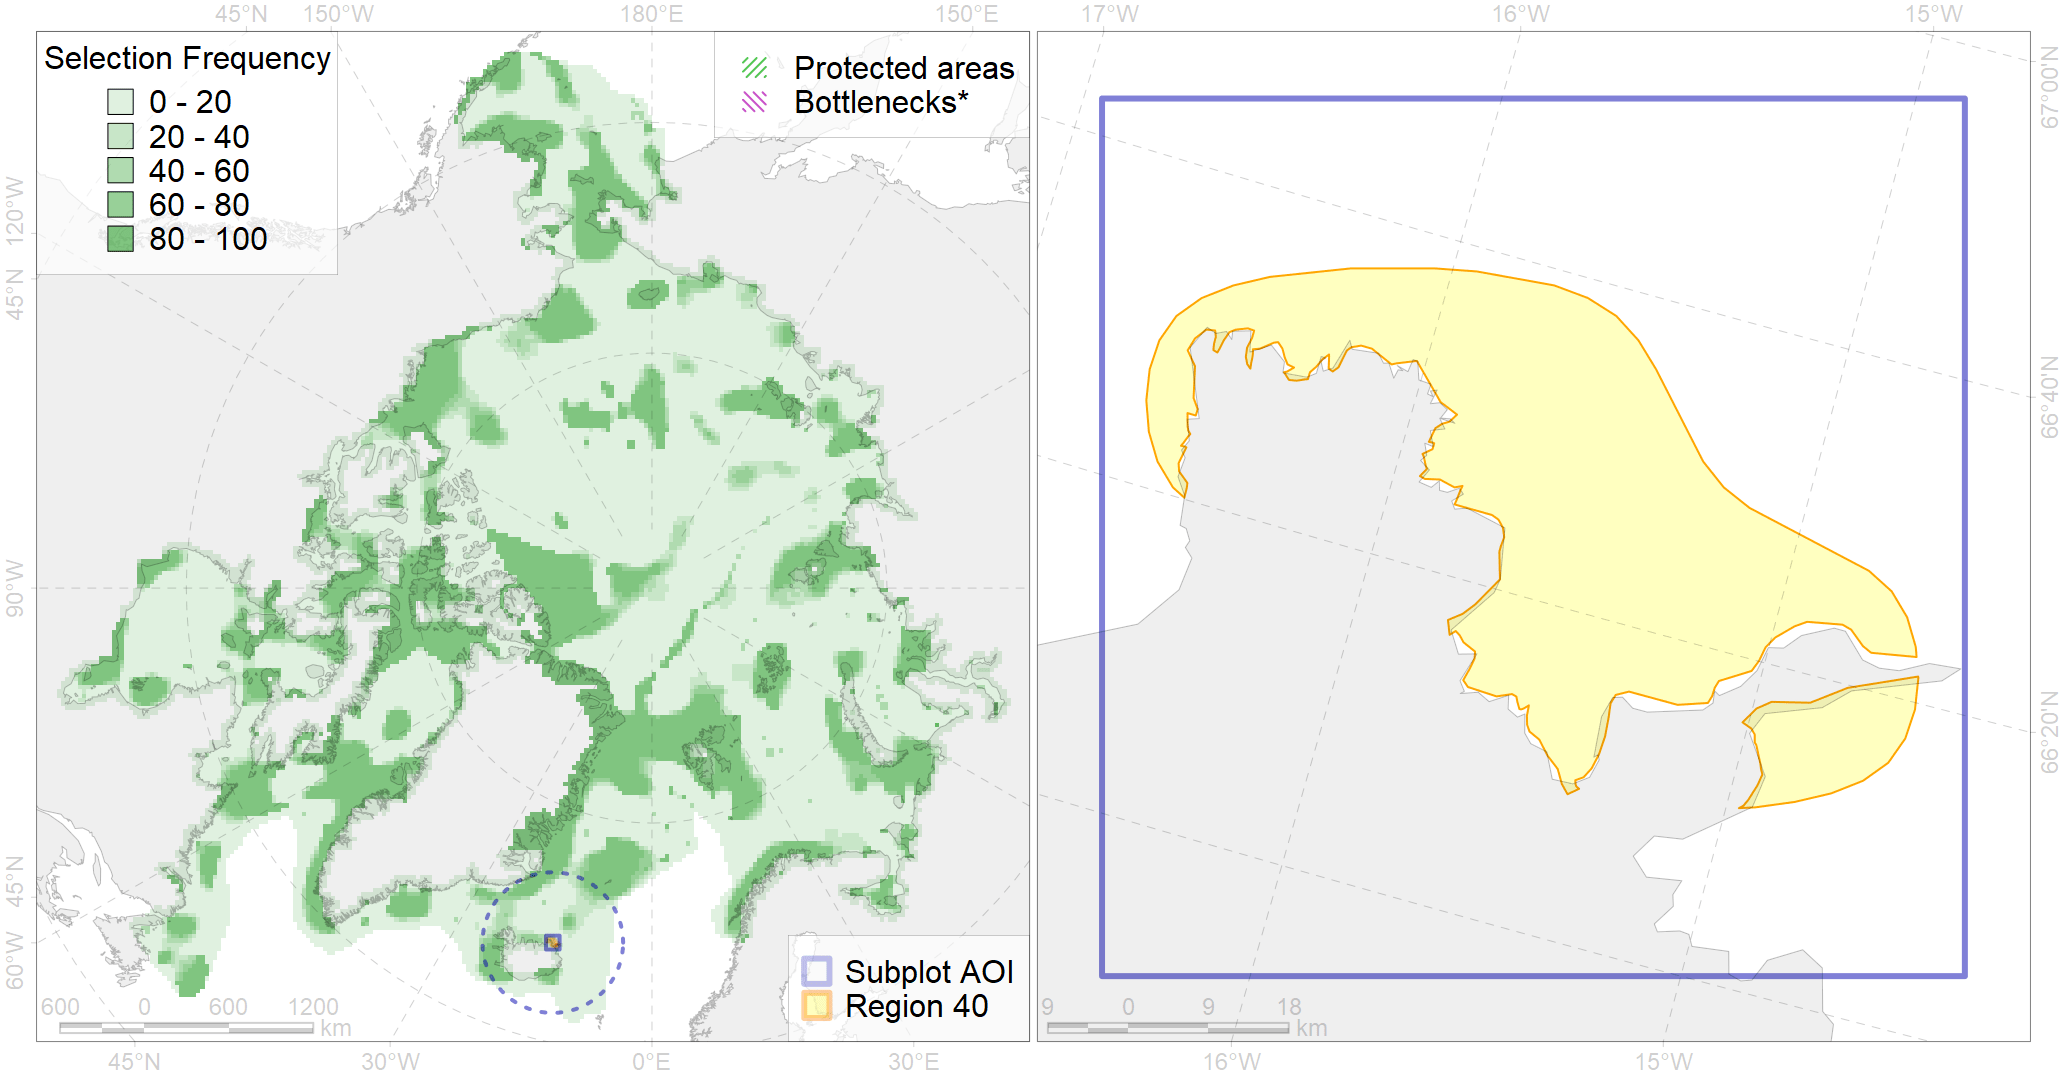 45°N 150°W 180°E 150°E 17°W 16°W 15°W
Selection Frequency
0 - 20
20 - 40
40 - 60
60 - 80
80 - 100
Protected areas
Bottlenecks*
120°W
45°N
90°W
45°N
60°W
67°00'N
66°40'N
66°20'N
Subplot AOI
Region 40
600 0 600 1200
km
9 0 9 18
km
45°N 30°W 0°E 30°E 16°W 15°W